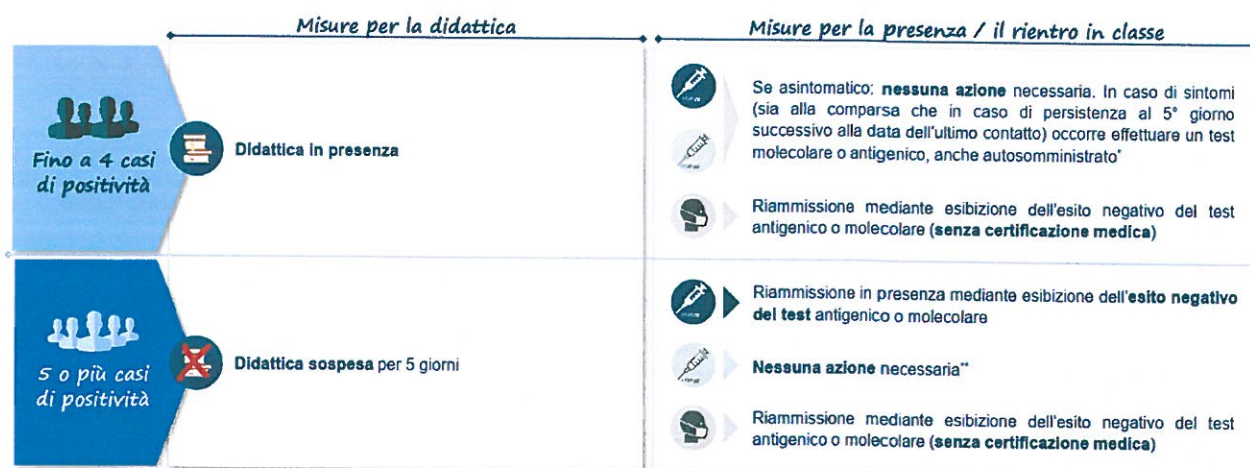 Misure per la didattica
Misure per la presenza / il rientro in classe
Fino a 4 casi
di positività
Didattica in presenza
Se asintomatico: nessuna azione necessaria. In caso di sintomi
(sia alla comparsa che in caso di persistenza al 5° giorno
successivo alla data dell'ultimo contatto) occorre effettuare un test
molecolare o antigenico, anche autosomministrato*
Riammissione mediante esibizione dell'esito negativo del test
antigenico o molecolare (senza certificazione medica)
5 o più casi
di positività
Didattica sospesa per 5 giorni
Riammissione in presenza mediante esibizione dell'esito negativo
del test antigenico o molecolare
Nessuna azione necessaria**
Riammissione mediante esibizione dell'esito negativo del test
antigenico o molecolare (senza certificazione medica)